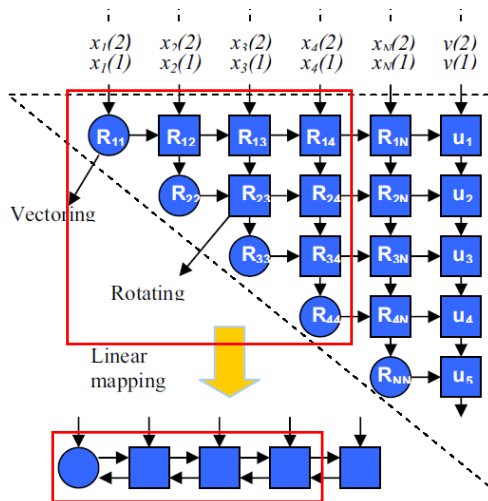 x1(2) x2(2) x3(2) x4(2) xN(2) v(2)
x1(1) x2(1) x3(1) x4(1) xN(1) v(1)
R11 R12 R13 R14 R1N u1
R22 R23 R24 R2N u2
Vectoring
R33 R34 R3N u3
Rotating
R44 R4N u4
Linear
mapping
RNN u5